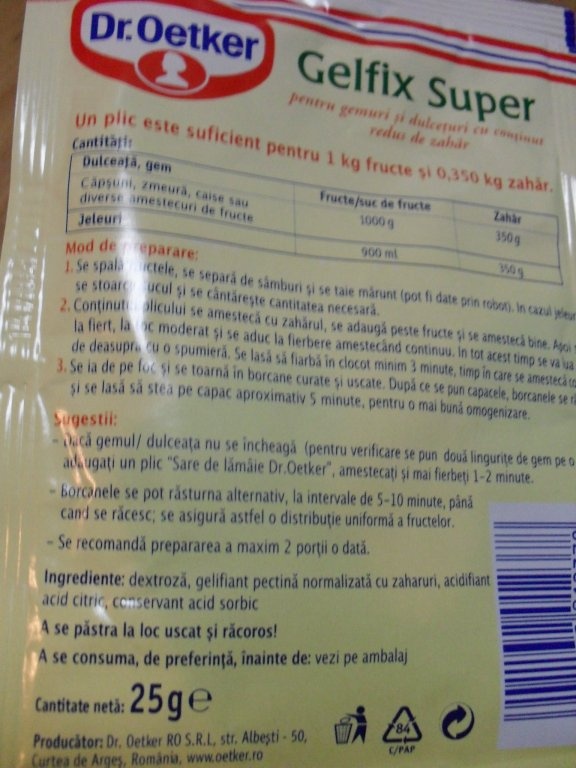 Dr.Oetker
Gelfix Super
pentru gemuri și dulcețuri cu conținut
redus de zahăr
Un plic este suficient pentru 1 kg fructe și 0,350 kg zahăr.
Cantități:
Dulceață, gem
Fructe/suc de fructe
Zahăr
Căpșuni, zmeură, caise sau
diverse amestecuri de fructe
1000 g
350 g
Jeleuri
900 ml
350 g
Mod de preparare:
1. Se spală fructele, se separă de sâmburi și se taie mărunt (pot fi date prin robot). In cazul
se stoarce sucul și se cântărește cantitatea necesară.
2. Conținutul plicului se amestecă cu zahărul, se adaugă peste fructe și se amestecă bine. Apoi
la fiert, la foc moderat și se aduc la fierbere amestecând continuu. In tot acest timp se va lua
de deasupra cu o spumieră. Se lasă să fiarbă în clocot minim 3 minute, timp în care se amestecă
3. Se ia de pe foc și se toarnă în borcane curate și uscate. După ce se pun capacele, borcanele se
și se lasă să stea pe capac aproximativ 5 minute, pentru o mai bună omogenizare.
Sugestii:
- Dacă gemul/ dulceața nu se încheagă (pentru verificare se pun două lingurițe de gem pe o
adăugați un plic "Sare de lămâie Dr.Oetker", amestecați și mai fierbeți 1-2 minute.
- Borcanele se pot răsturna alternativ, la intervale de 5-10 minute, până
cand se răcesc; se asigură astfel o distribuție uniformă a fructelor.
- Se recomandă prepararea a maxim 2 porții o dată.
Ingrediente: dextroză, gelifiant pectină normalizată cu zaharuri, acidifiant
acid citric, conservant acid sorbic
A se păstra la loc uscat și răcoros!
A se consuma, de preferință, înainte de: vezi pe ambalaj
Cantitate netă: 25g e
84
C/PAP
Producător: Dr. Oetker RO S.R.L, str. Albești - 50,
Curtea de Argeș, România, www.oetker.ro